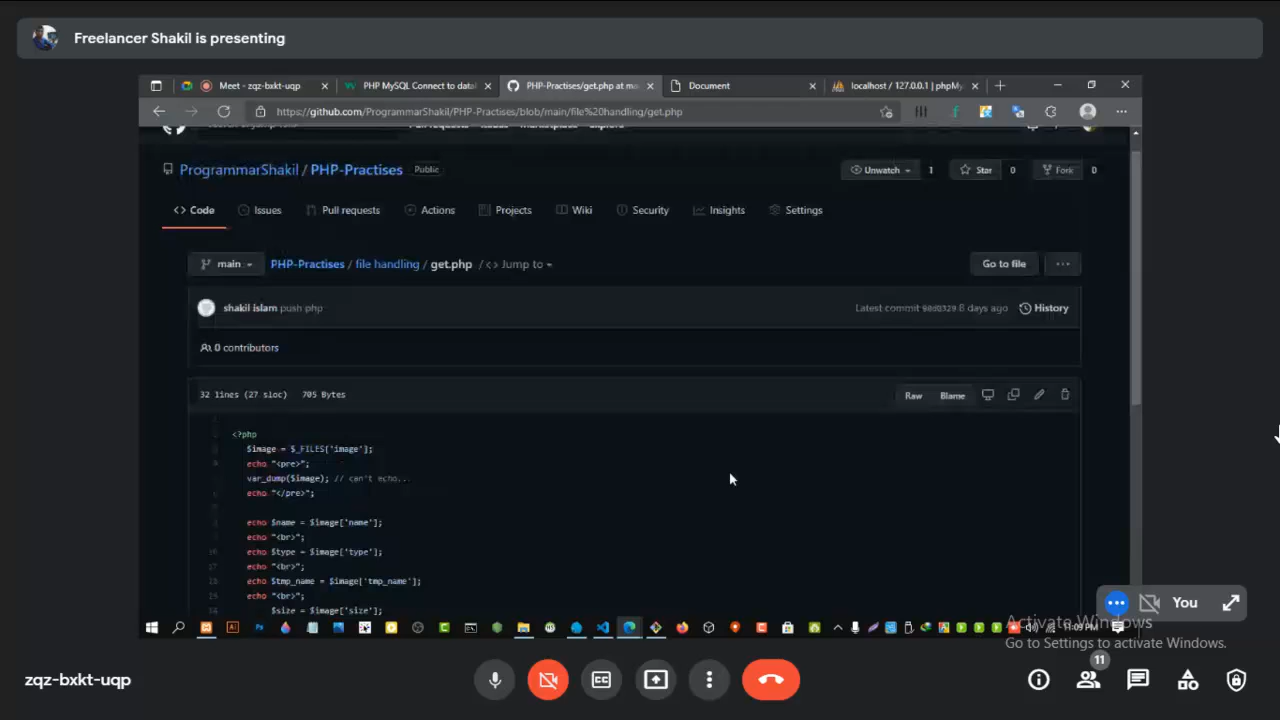 Freelancer Shakil is presenting
Meet - zqz-bxkt-uqp
PHP MySQL Connect to datab
PHP-Practises/get.php at ma
Document
localhost / 127.0.0.1 | phpMy
https://github.com/ProgrammarShakil/PHP-Practises/blob/main/file%20handling/get.php
ProgrammarShakil / PHP-Practises Public
Unwatch 1 Star 0 Fork 0
<> Code Issues Pull requests Actions Projects Wiki Security Insights Settings
main PHP-Practises / file handling / get.php / <> Jump to
Go to file ...
shakil islam push php
Latest commit 8 days ago History
0 contributors
32 lines (27 sloc) 705 Bytes
Raw Blame
<?php
$image = $_FILES['image'];
echo "<pre>";
var_dump($image); // can't echo...
echo "</pre>";
echo $name = $image['name'];
echo "<br>";
echo $type = $image['type'];
echo "<br>";
echo $tmp_name = $image['tmp_name'];
echo "<br>";
$size = $image['size'];
You
Activate Windows
Go to Settings to activate Windows.
zqz-bxkt-uqp
11